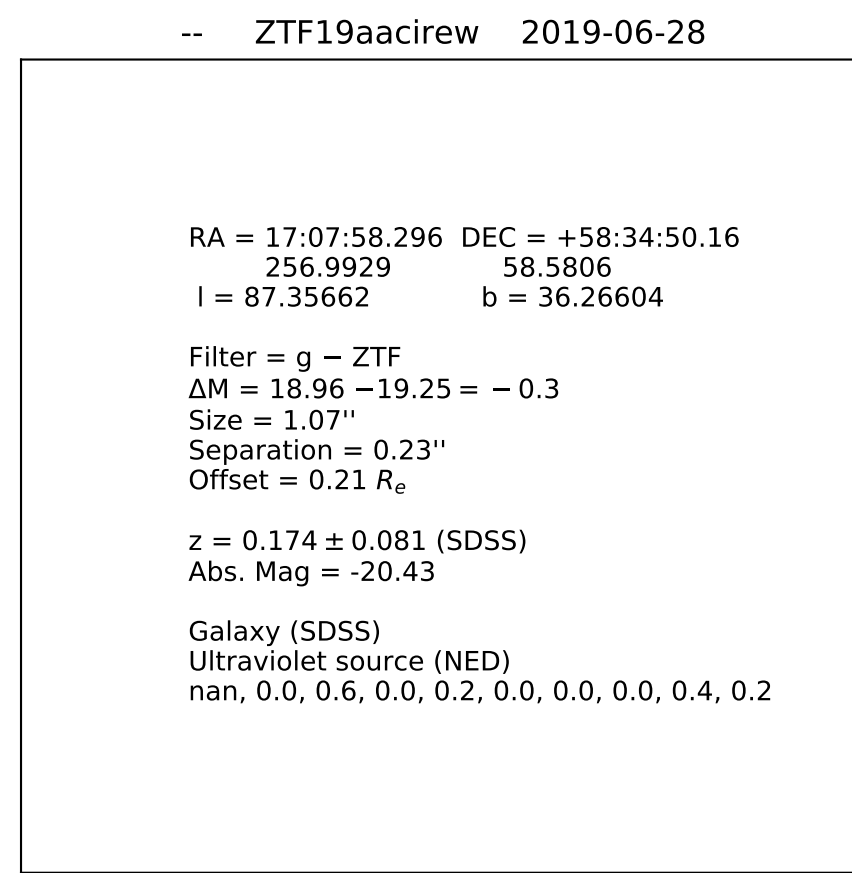 -- ZTF19aacirew 2019-06-28
RA = 17:07:58.296 DEC = +58:34:50.16
256.9929 58.5806
l = 87.35662 b = 36.26604
Filter = g − ZTF
ΔM = 18.96 −19.25 = − 0.3
Size = 1.07''
Separation = 0.23''
Offset = 0.21 Rₑ
z = 0.174 ± 0.081 (SDSS)
Abs. Mag = -20.43
Galaxy (SDSS)
Ultraviolet source (NED)
nan, 0.0, 0.6, 0.0, 0.2, 0.0, 0.0, 0.0, 0.4, 0.2